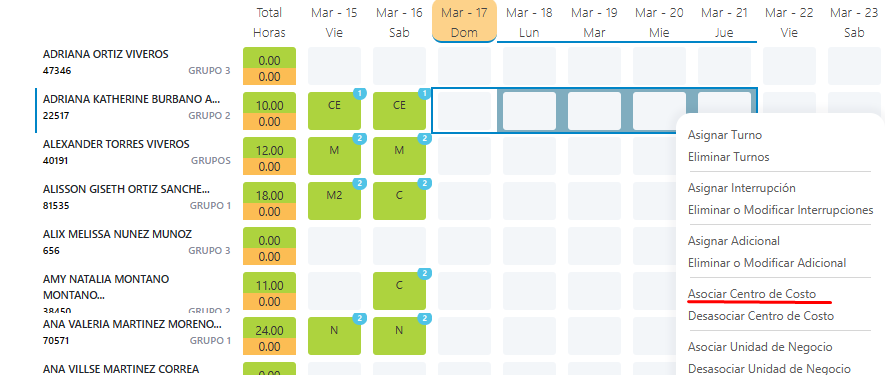 Total Mar - 15 Mar - 16 Mar - 17 Mar - 18 Mar - 19 Mar - 20 Mar - 21 Mar - 22 Mar - 23
Horas Vie Sab Dom Lun Mar Mie Jue Vie Sab
ADRIANA ORTIZ VIVEROS 0.00
47346 GRUPO 3 0.00
ADRIANA KATHERINE BURBANO A... 10.00 CE 1 CE 1
22517 GRUPO 2 0.00
ALEXANDER TORRES VIVEROS 12.00 M 2 M 2
40191 GRUPOS 0.00
ALISSON GISETH ORTIZ SANCHE... 18.00 M2 2 C 2
81535 GRUPO 1 0.00
ALIX MELISSA NUNEZ MUNOZ 0.00
656 GRUPO 3 0.00
AMY NATALIA MONTANO 11.00 C 2
MONTANO... 0.00
38450 GRUPO 2
ANA VALERIA MARTINEZ MORENO... 24.00 N 2 N 2
70571 GRUPO 1 0.00
ANA VILLSE MARTINEZ CORREA 0.00
Asignar Turno
Eliminar Turnos
Asignar Interrupción
Eliminar o Modificar Interrupciones
Asignar Adicional
Eliminar o Modificar Adicional
Asociar Centro de Costo
Desasociar Centro de Costo
Asociar Unidad de Negocio
Desasociar Unidad de Negocio